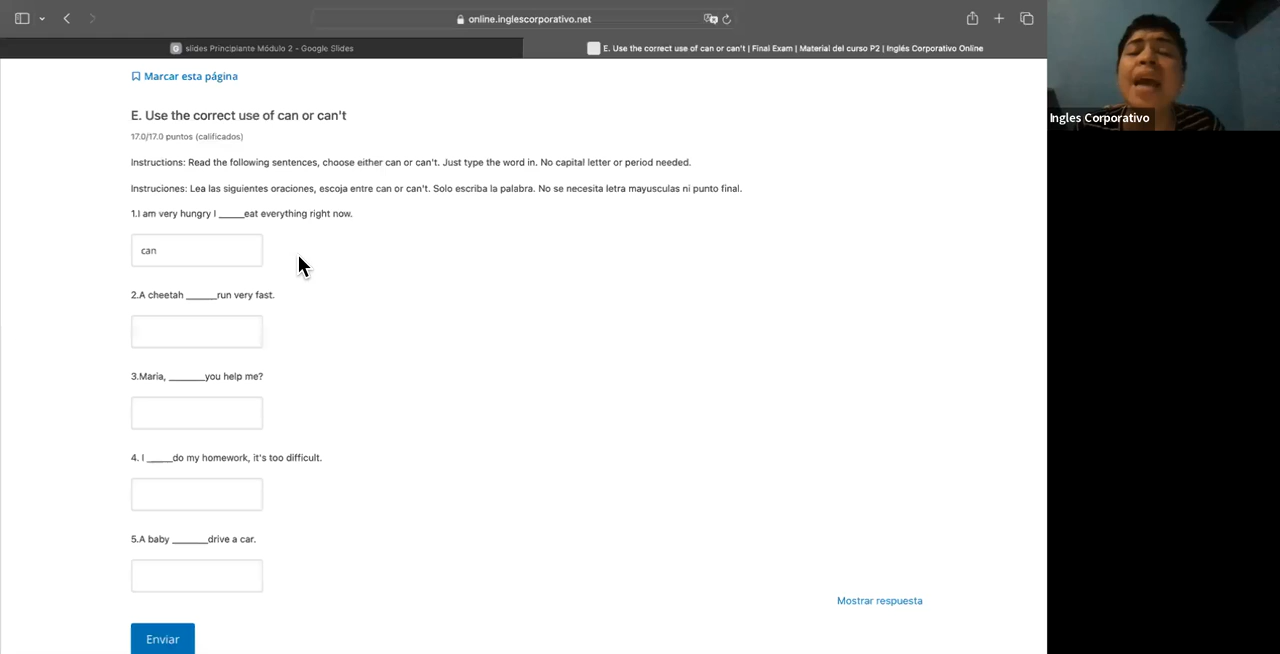 online.inglescorporativo.net
slides Principiante Módulo 2 - Google Slides
E. Use the correct use of can or can't | Final Exam | Material del curso P2 | Inglés Corporativo Online
Marcar esta página
Ingles Corporativo
E. Use the correct use of can or can't
17.0/17.0 puntos (calificados)
Instructions: Read the following sentences, choose either can or can't. Just type the word in. No capital letter or period needed.
Instruciones: Lea las siguientes oraciones, escoja entre can or can't. Solo escriba la palabra. No se necesita letra mayusculas ni punto final.
1.I am very hungry I _____eat everything right now.
can
2.A cheetah ______run very fast.
3.Maria, _______you help me?
4. I _____do my homework, it's too difficult.
5.A baby _______drive a car.
Mostrar respuesta
Enviar